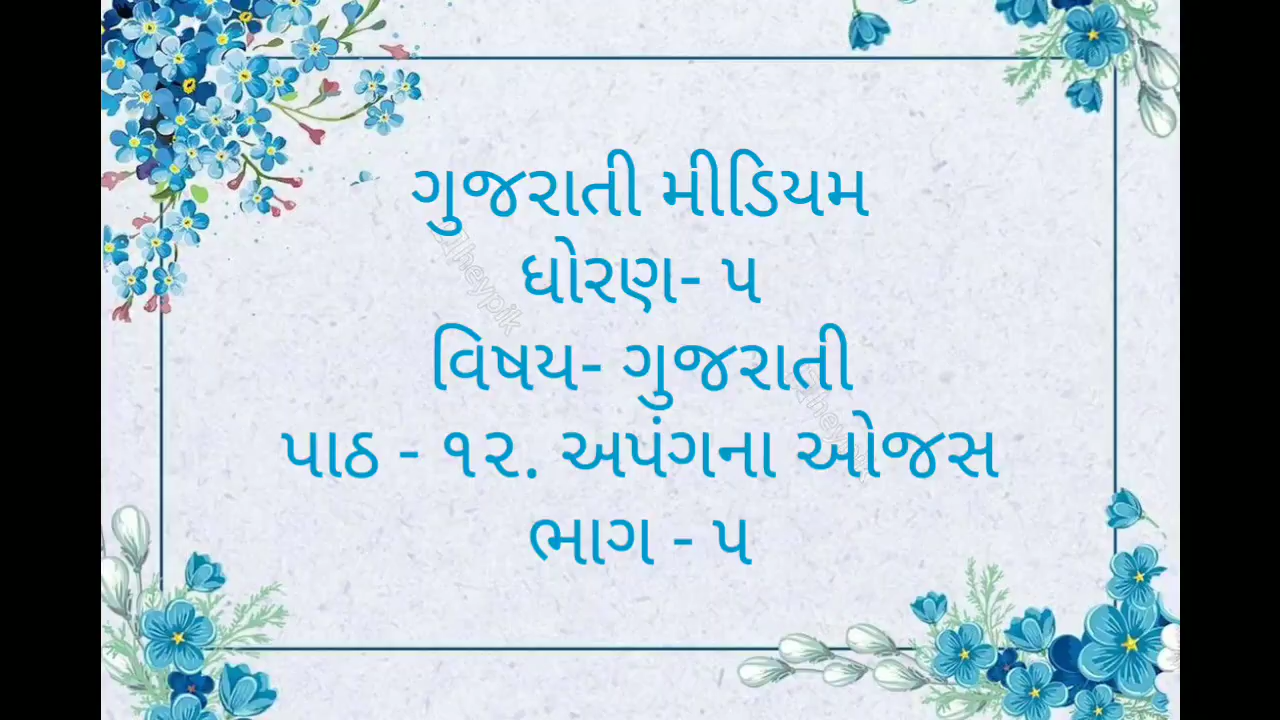 ગુજરાતી મીડિયમ
ધોરણ- ૫
વિષય- ગુજરાતી
પાઠ - ૧૨. અપંગના ઓજસ
ભાગ - ૫